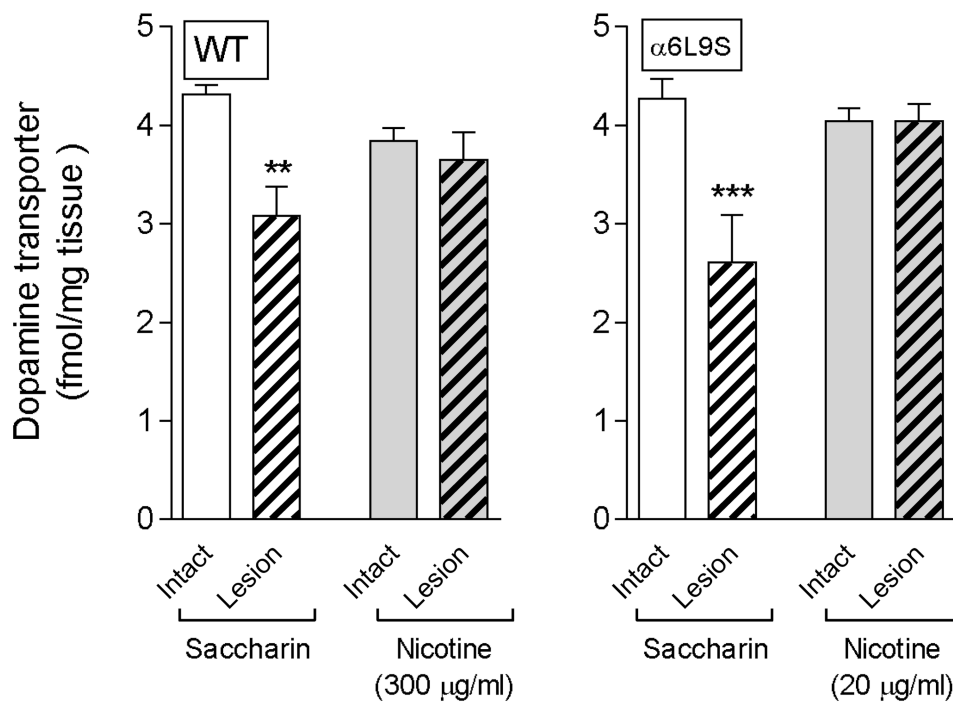 Dopamine transporter
(fmol/mg tissue )
WT
5
4
3
2
1
0
**
Intact
Lesion
Intact
Lesion
Saccharin
Nicotine
(300 μg/ml)
α6L9S
5
4
3
2
1
0
***
Intact
Lesion
Intact
Lesion
Saccharin
Nicotine
(20 μg/ml)